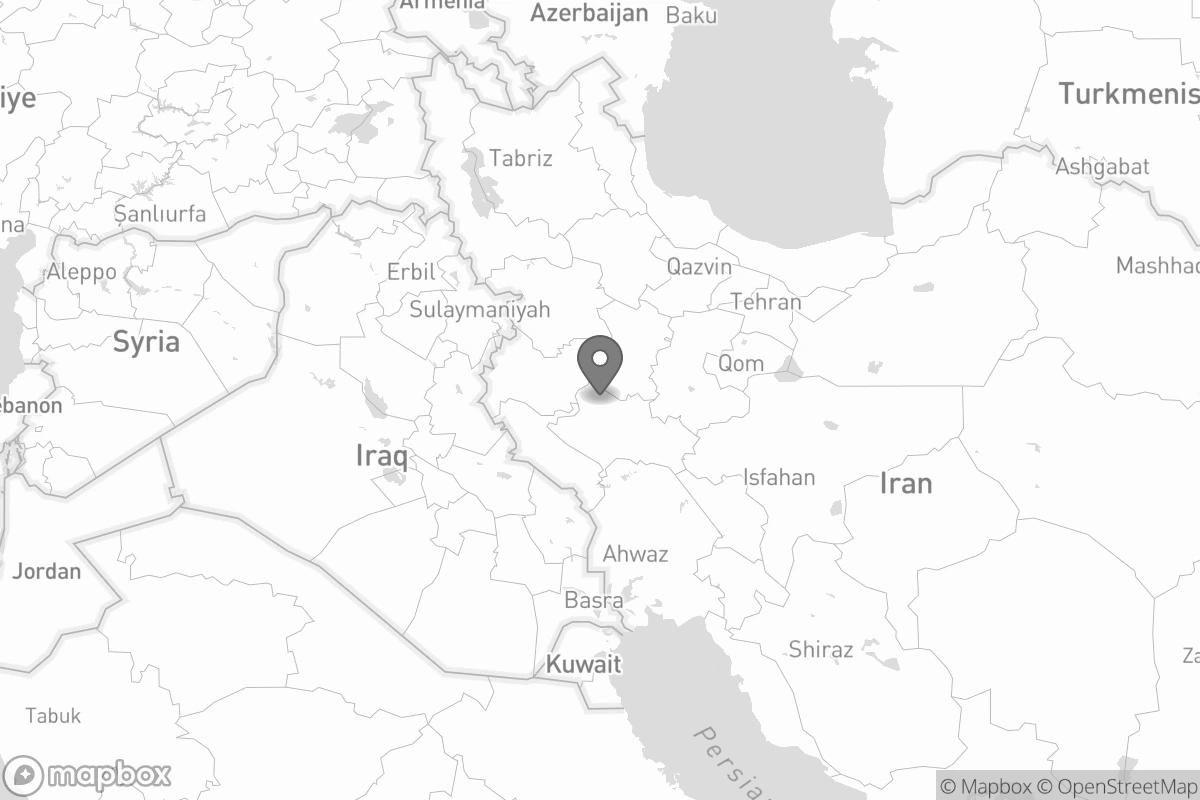 Armenia
Azerbaijan
Baku
iye
Turkmenis
Tabriz
Ashgabat
Şanlıurfa
na
Aleppo
Erbil
Qazvin
Mashhad
Sulaymaniyah
Tehran
Syria
Qom
ebanon
Iraq
Isfahan
Iran
Ahwaz
Jordan
Basra
Shiraz
Kuwait
Za
Tabuk
Persia
mapbox
© Mapbox © OpenStreetMap